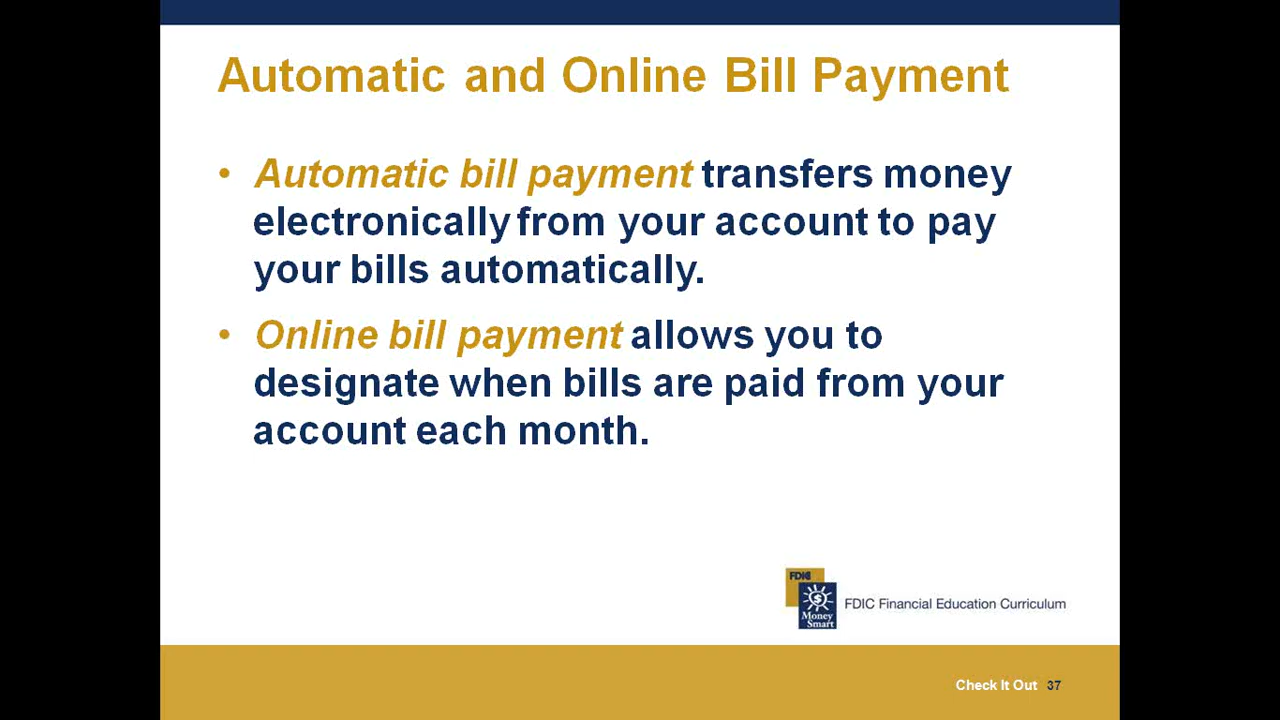 Automatic and Online Bill Payment
• Automatic bill payment transfers money
electronically from your account to pay
your bills automatically.
• Online bill payment allows you to
designate when bills are paid from your
account each month.
FDIC
Money
Smart
FDIC Financial Education Curriculum
Check It Out 37